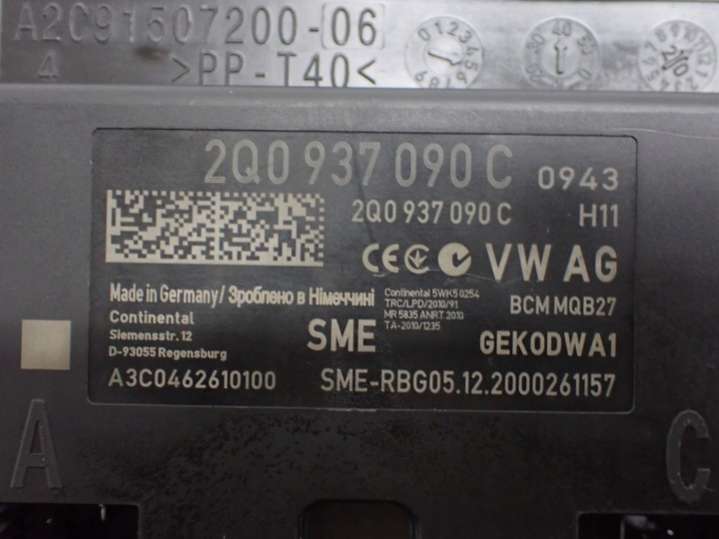 A2C91507200-(06)
4 >PP-T40<
2Q0 937 090 C 0943
2Q0 937 090 C H11
VW AG
Made in Germany/ Зроблено в Німеччині
Continental
Siemensstr. 12
D-93055 Regensburg
SME
Continental 5WK50254
TRC/LPD/2010/91
MR 5835 ANRT 2010
TA-2010/1235
BCM MQB27
GEKODWA1
A3C0462610100 SME-RBG05.12.2000261157
A C